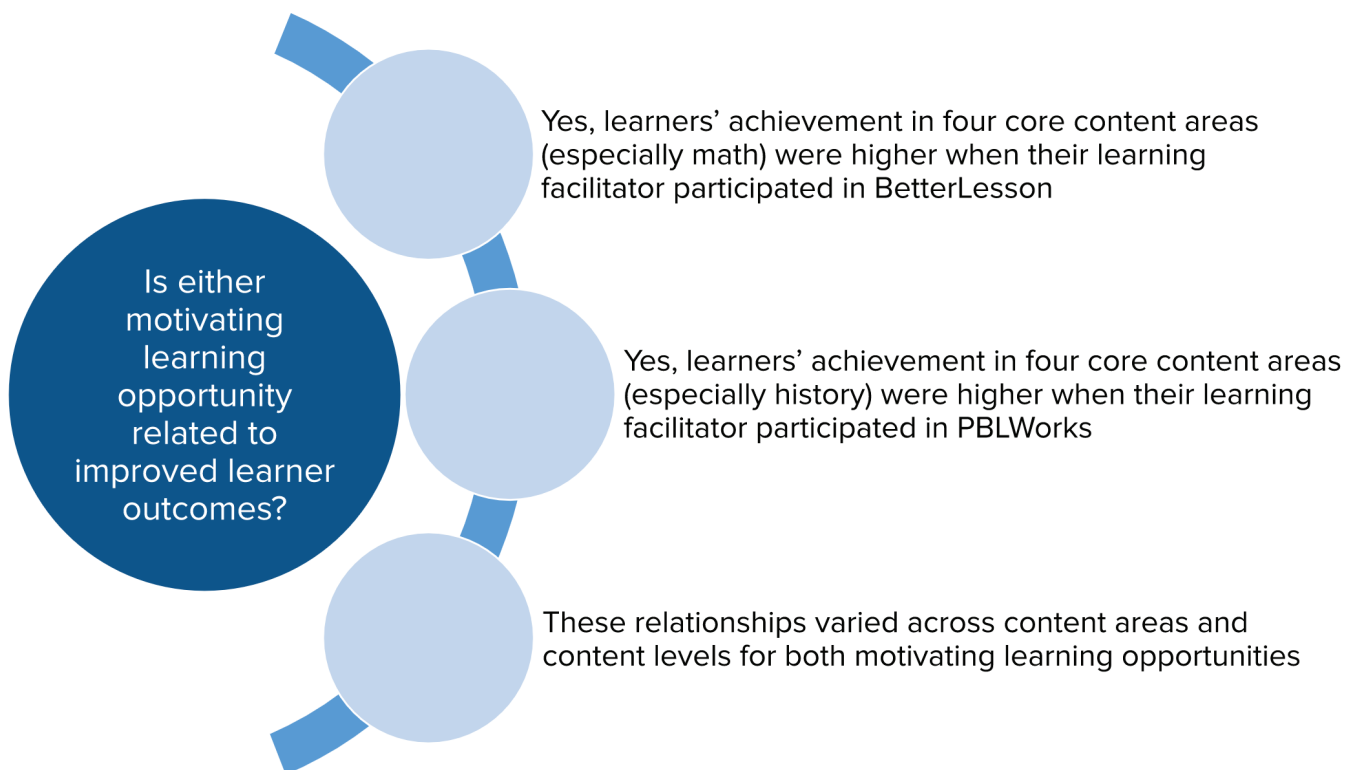 Is either
motivating
learning
opportunity
related to
improved learner
outcomes?
Yes, learners’ achievement in four core content areas
(especially math) were higher when their learning
facilitator participated in BetterLesson
Yes, learners’ achievement in four core content areas
(especially history) were higher when their learning
facilitator participated in PBLWorks
These relationships varied across content areas and
content levels for both motivating learning opportunities